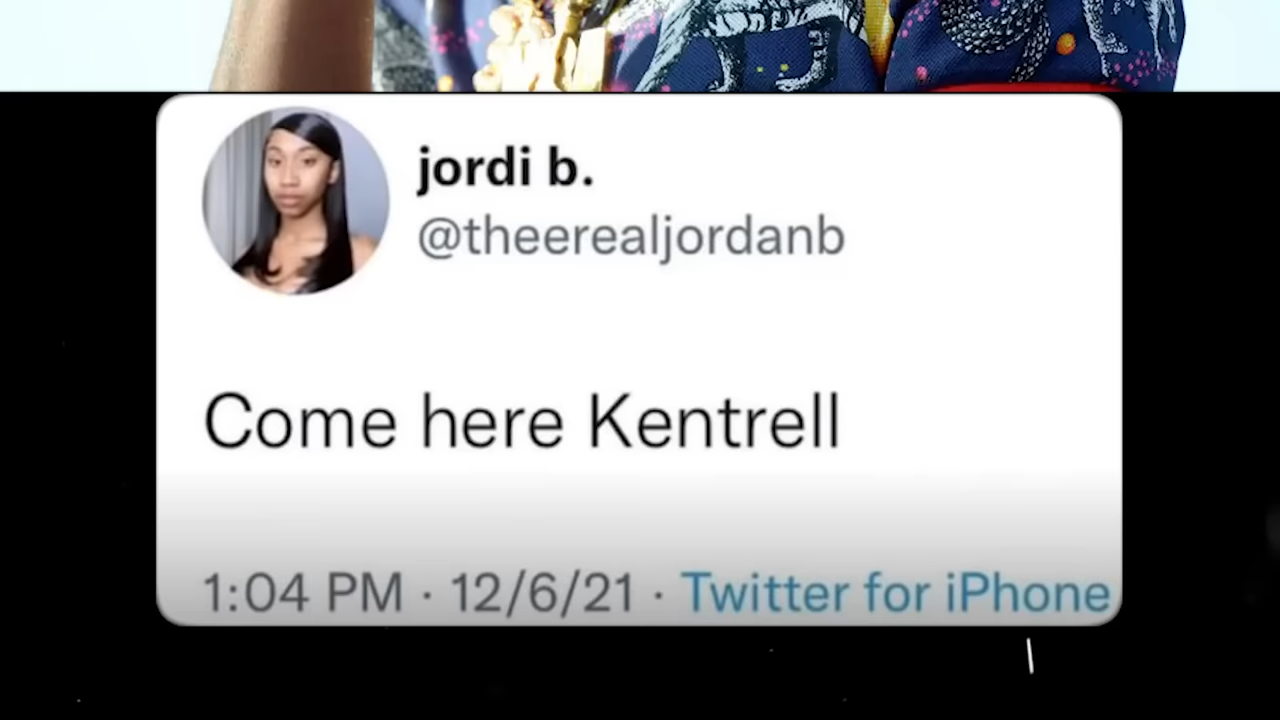 jordi b.
@theerealjordanb
Come here Kentrell
1:04 PM · 12/6/21 · Twitter for iPhone